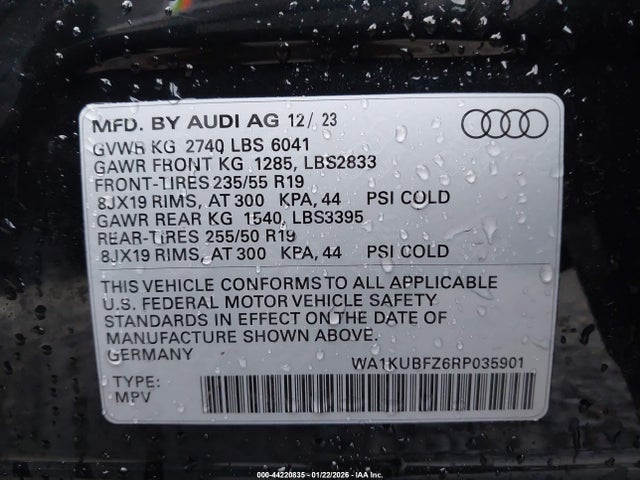 MFD. BY AUDI AG 12/ 23
GVWR KG 2740 LBS 6041
GAWR FRONT KG 1285, LBS2833
FRONT-TIRES 235/55 R19
8JX19 RIMS, AT 300 KPA, 44 PSI COLD
GAWR REAR KG 1540, LBS3395
REAR-TIRES 255/50 R19
8JX19 RIMS, AT 300 KPA, 44 PSI COLD
THIS VEHICLE CONFORMS TO ALL APPLICABLE
U.S. FEDERAL MOTOR VEHICLE SAFETY
STANDARDS IN EFFECT ON THE DATE OF
MANUFACTURE SHOWN ABOVE.
GERMANY WA1KUBFZ6RP035901
TYPE:
MPV
000-44220835 - 01/22/2026 - IAA Inc.